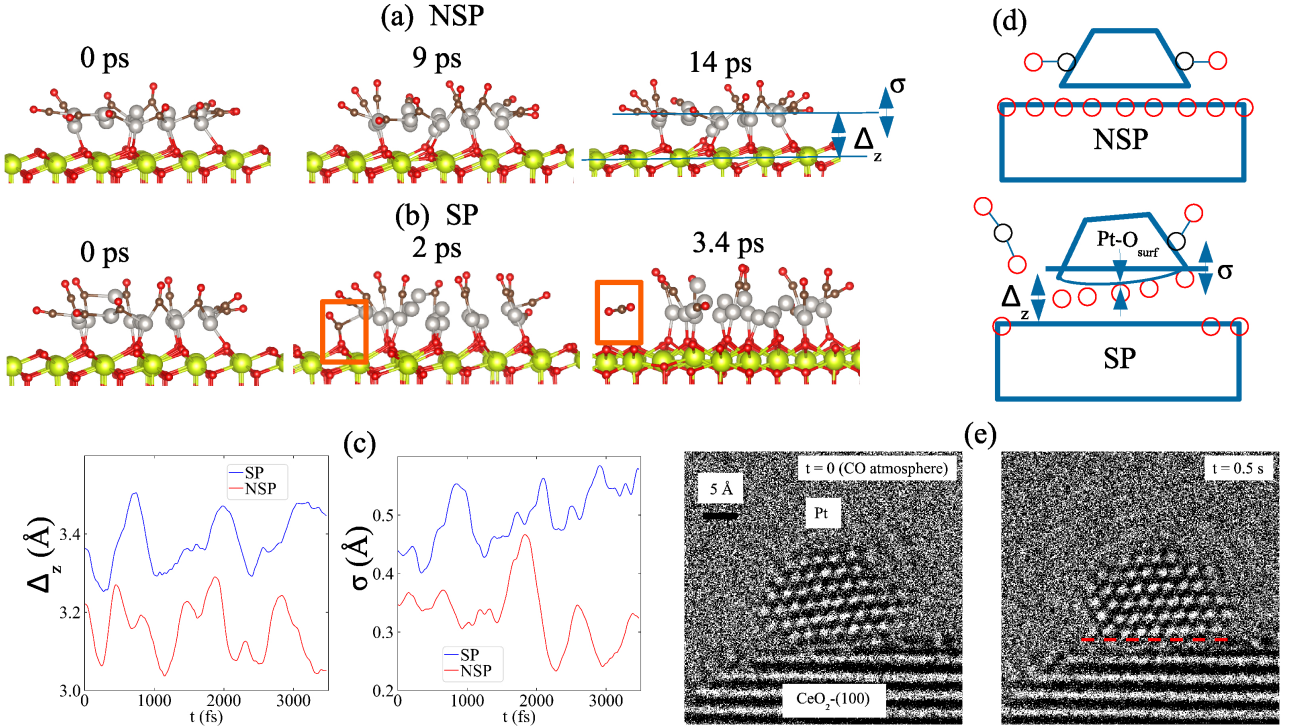 (a) NSP
0 ps
9 ps
14 ps
σ
Δz
(b) SP
0 ps
2 ps
3.4 ps
(c)
SP
NSP
Δz (Å)
3.4
3.2
3.0
0
1000
2000
3000
t (fs)
SP
NSP
σ (Å)
0.5
0.4
0.3
0.2
0
1000
2000
3000
t (fs)
(d)
NSP
Pt-Osurf
σ
Δz
SP
(e)
t = 0 (CO atmosphere)
5 Å
Pt
CeO2-(100)
t = 0.5 s